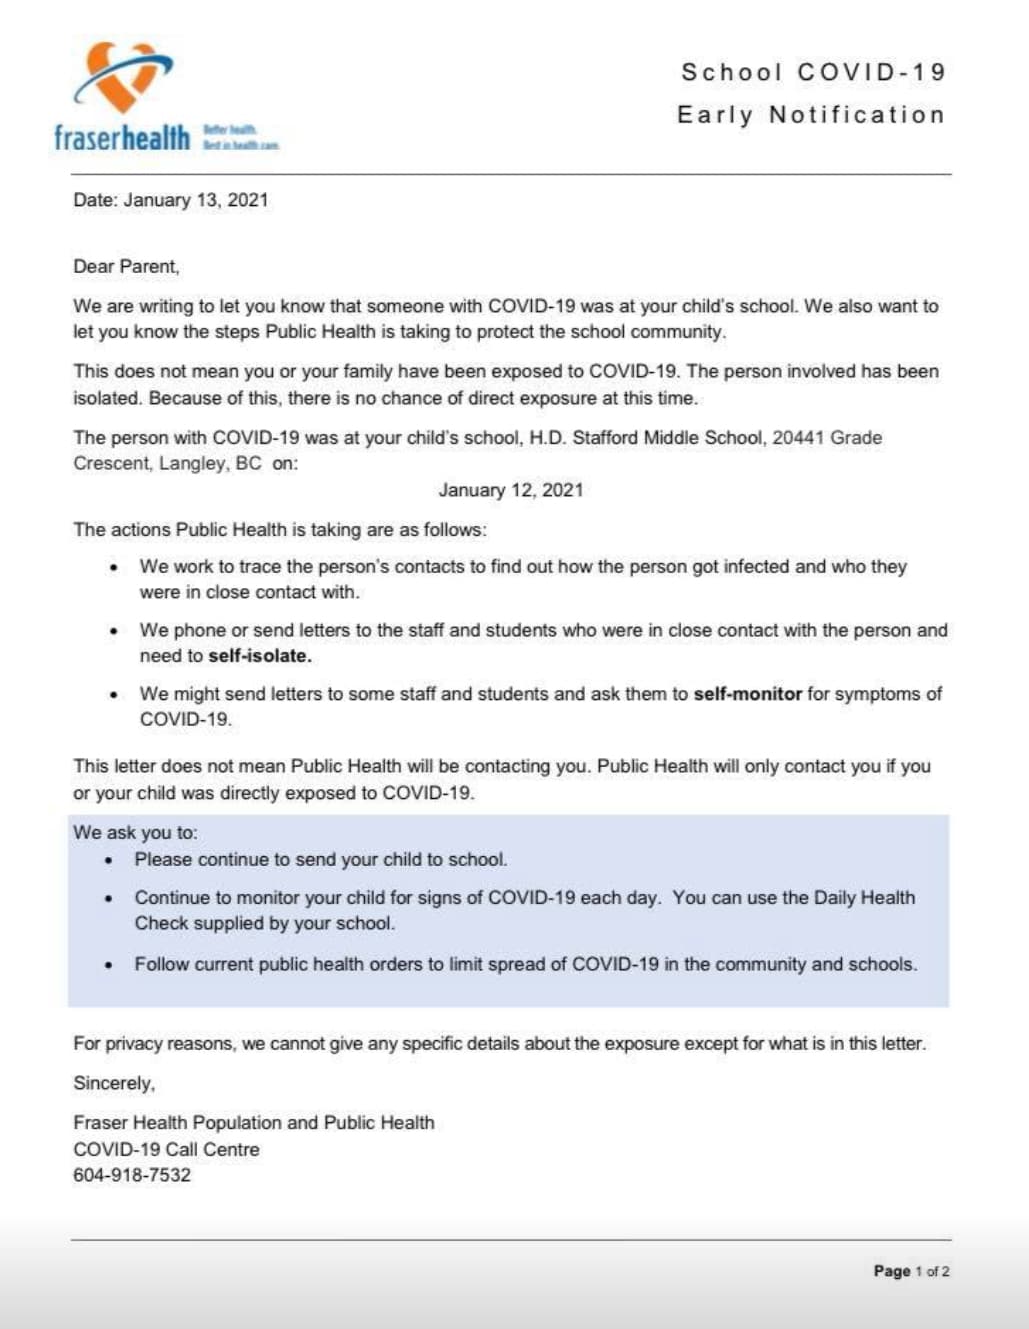 School COVID-19
Early Notification
fraserhealth
Better health.
Best in health care.
Date: January 13, 2021
Dear Parent,
We are writing to let you know that someone with COVID-19 was at your child's school. We also want to
let you know the steps Public Health is taking to protect the school community.
This does not mean you or your family have been exposed to COVID-19. The person involved has been
isolated. Because of this, there is no chance of direct exposure at this time.
The person with COVID-19 was at your child's school, H.D. Stafford Middle School, 20441 Grade
Crescent, Langley, BC on:
January 12, 2021
The actions Public Health is taking are as follows:
• We work to trace the person's contacts to find out how the person got infected and who they
were in close contact with.
• We phone or send letters to the staff and students who were in close contact with the person and
need to self-isolate.
• We might send letters to some staff and students and ask them to self-monitor for symptoms of
COVID-19.
This letter does not mean Public Health will be contacting you. Public Health will only contact you if you
or your child was directly exposed to COVID-19.
We ask you to:
• Please continue to send your child to school.
• Continue to monitor your child for signs of COVID-19 each day. You can use the Daily Health
Check supplied by your school.
• Follow current public health orders to limit spread of COVID-19 in the community and schools.
For privacy reasons, we cannot give any specific details about the exposure except for what is in this letter.
Sincerely,
Fraser Health Population and Public Health
COVID-19 Call Centre
604-918-7532
Page 1 of 2